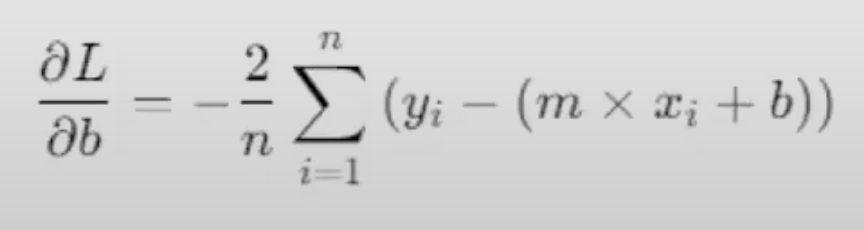 ∂L/∂b = -2/n ∑_{i=1}^{n} (y_i − (m × x_i + b))